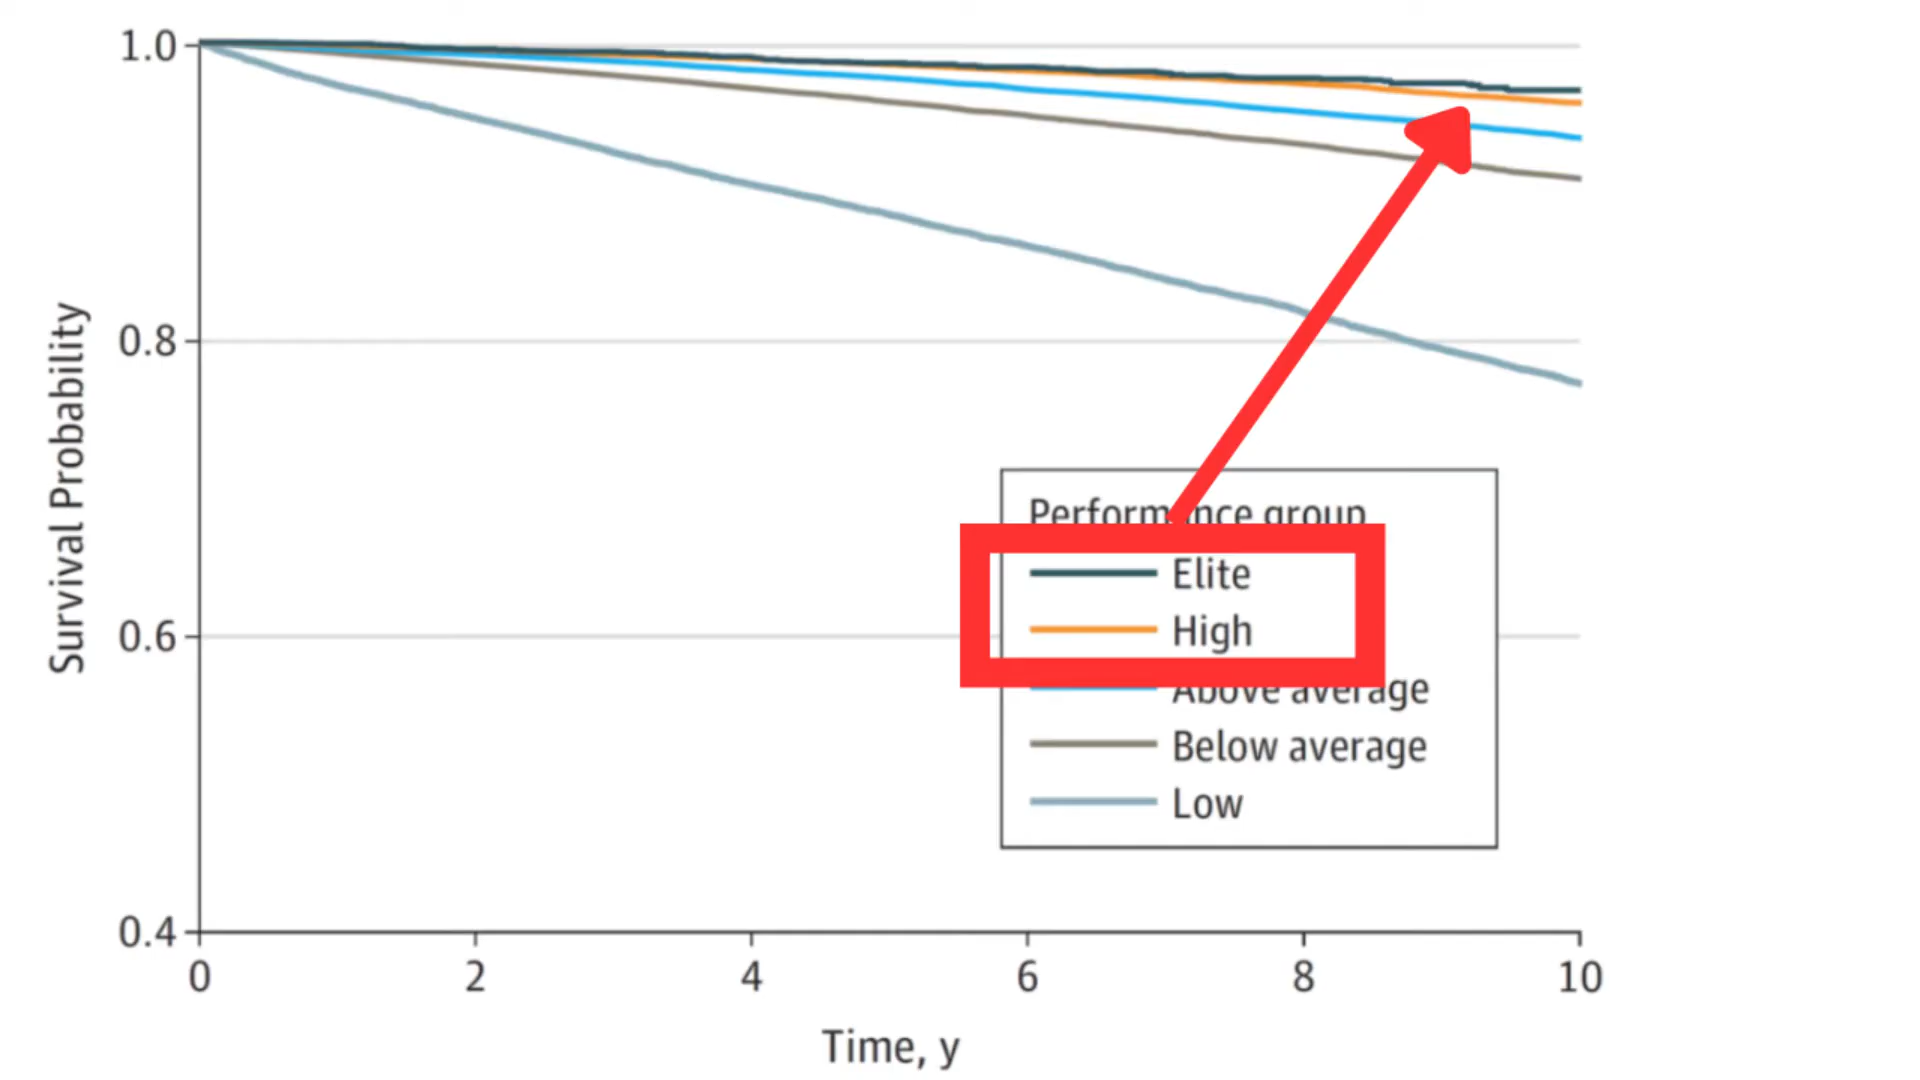 1.0
0.8
0.6
0.4
Survival Probability
0
2
4
6
8
10
Time, y
Performance group
Elite
High
Above average
Below average
Low